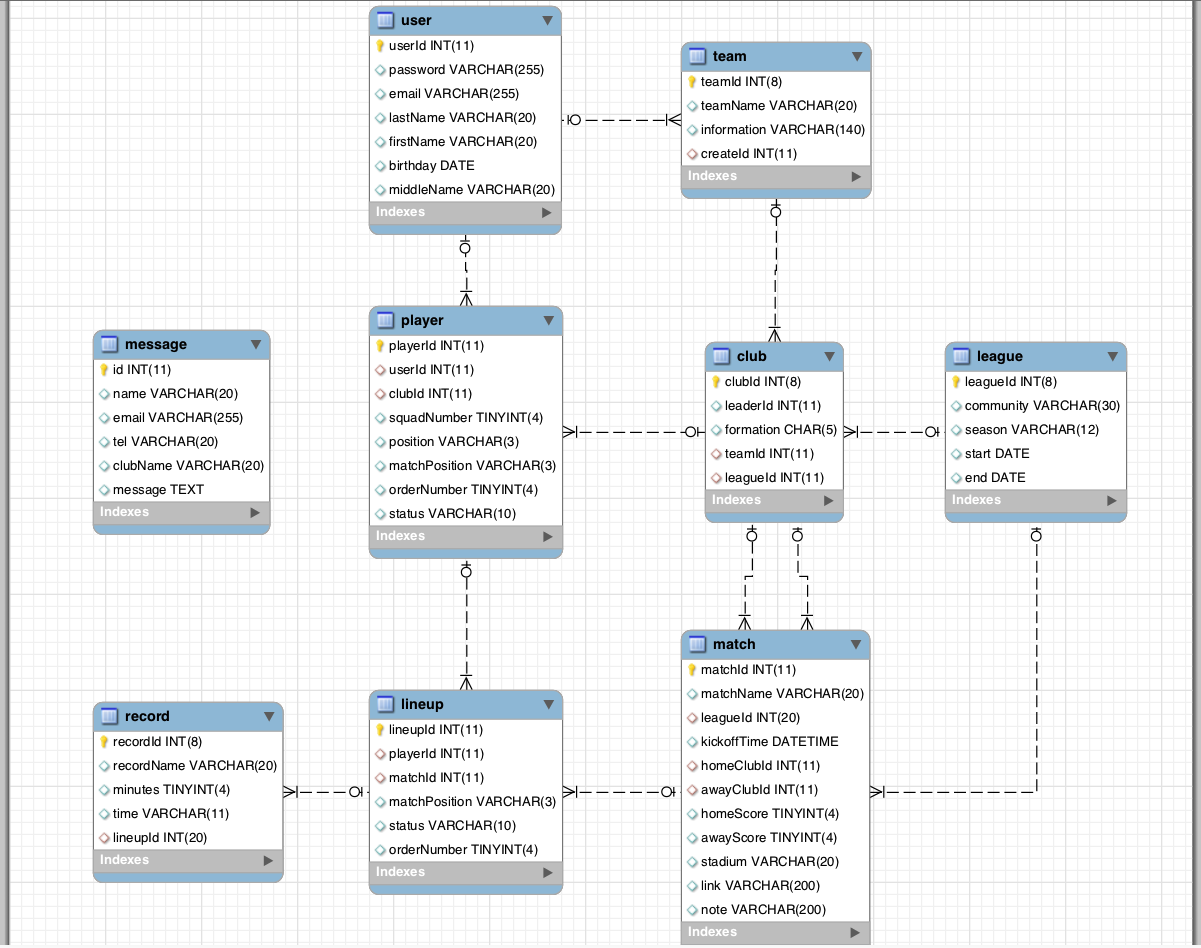 user
userId INT(11)
password VARCHAR(255)
email VARCHAR(255)
lastName VARCHAR(20)
firstName VARCHAR(20)
birthday DATE
middleName VARCHAR(20)
Indexes
team
teamId INT(8)
teamName VARCHAR(20)
information VARCHAR(140)
createId INT(11)
Indexes
message
id INT(11)
name VARCHAR(20)
email VARCHAR(255)
tel VARCHAR(20)
clubName VARCHAR(20)
message TEXT
Indexes
player
playerId INT(11)
userId INT(11)
clubId INT(11)
squadNumber TINYINT(4)
position VARCHAR(3)
matchPosition VARCHAR(3)
orderNumber TINYINT(4)
status VARCHAR(10)
Indexes
club
clubId INT(8)
leaderId INT(11)
formation CHAR(5)
teamId INT(11)
leagueId INT(11)
Indexes
league
leagueId INT(8)
community VARCHAR(30)
season VARCHAR(12)
start DATE
end DATE
Indexes
record
recordId INT(8)
recordName VARCHAR(20)
minutes TINYINT(4)
time VARCHAR(11)
lineupId INT(20)
Indexes
lineup
lineupId INT(11)
playerId INT(11)
matchId INT(11)
matchPosition VARCHAR(3)
status VARCHAR(10)
orderNumber TINYINT(4)
Indexes
match
matchId INT(11)
matchName VARCHAR(20)
leagueId INT(20)
kickoffTime DATETIME
homeClubId INT(11)
awayClubId INT(11)
homeScore TINYINT(4)
awayScore TINYINT(4)
stadium VARCHAR(20)
link VARCHAR(200)
note VARCHAR(200)
Indexes